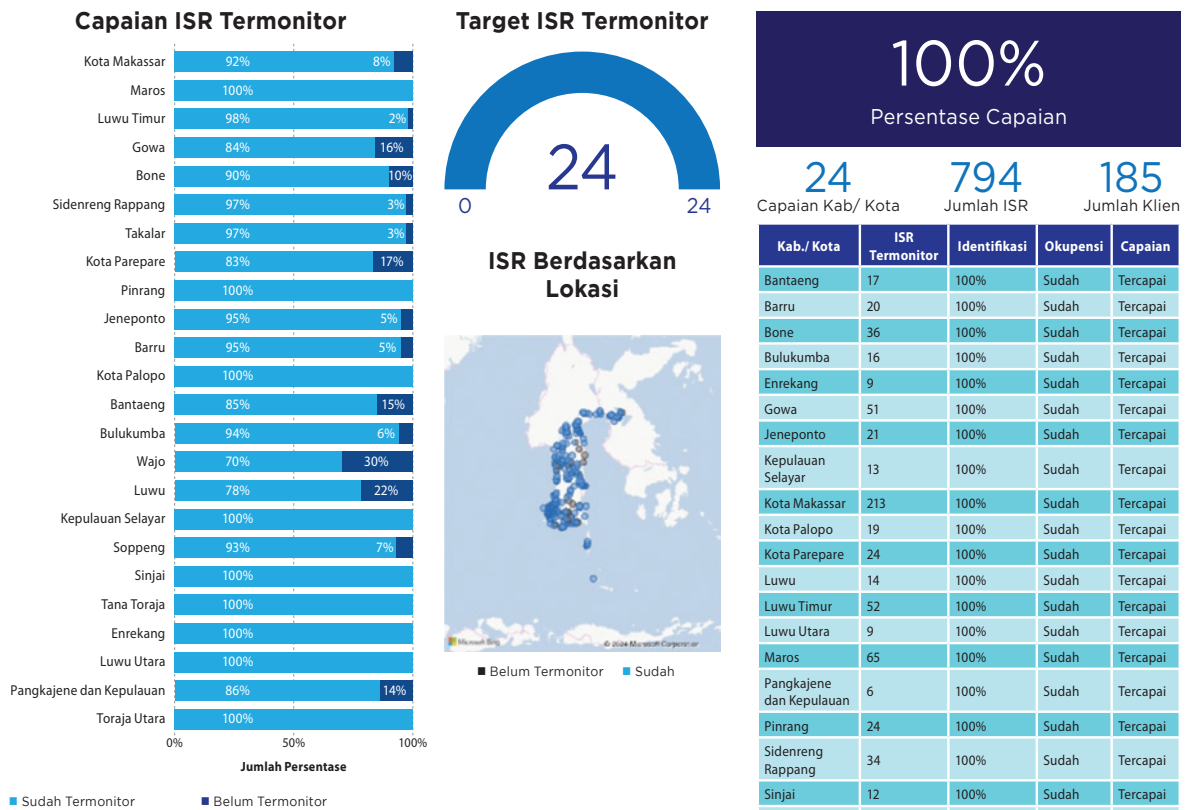 Capaian ISR Termonitor
Kota Makassar 92% 8%
Maros 100%
Luwu Timur 98% 2%
Gowa 84% 16%
Bone 90% 10%
Sidenreng Rappang 97% 3%
Takalar 97% 3%
Kota Parepare 83% 17%
Pinrang 100%
Jeneponto 95% 5%
Barru 95% 5%
Kota Palopo 100%
Bantaeng 85% 15%
Bulukumba 94% 6%
Wajo 70% 30%
Luwu 78% 22%
Kepulauan Selayar 100%
Soppeng 93% 7%
Sinjai 100%
Tana Toraja 100%
Enrekang 100%
Luwu Utara 100%
Pangkajene dan Kepulauan 86% 14%
Toraja Utara 100%
0% 50% 100%
Jumlah Persentase
Sudah Termonitor Belum Termonitor
Target ISR Termonitor
24
0 24
ISR Berdasarkan
Lokasi
Microsoft Bing © 2024 Microsoft Corporation
Belum Termonitor Sudah
100%
Persentase Capaian
24 794 185
Capaian Kab/ Kota Jumlah ISR Jumlah Klien
Kab./ Kota ISR Termonitor Identifikasi Okupensi Capaian
Bantaeng 17 100% Sudah Tercapai
Barru 20 100% Sudah Tercapai
Bone 36 100% Sudah Tercapai
Bulukumba 16 100% Sudah Tercapai
Enrekang 9 100% Sudah Tercapai
Gowa 51 100% Sudah Tercapai
Jeneponto 21 100% Sudah Tercapai
Kepulauan
Selayar 13 100% Sudah Tercapai
Kota Makassar 213 100% Sudah Tercapai
Kota Palopo 19 100% Sudah Tercapai
Kota Parepare 24 100% Sudah Tercapai
Luwu 14 100% Sudah Tercapai
Luwu Timur 52 100% Sudah Tercapai
Luwu Utara 9 100% Sudah Tercapai
Maros 65 100% Sudah Tercapai
Pangkajene
dan Kepulauan 6 100% Sudah Tercapai
Pinrang 24 100% Sudah Tercapai
Sidenreng
Rappang 34 100% Sudah Tercapai
Sinjai 12 100% Sudah Tercapai